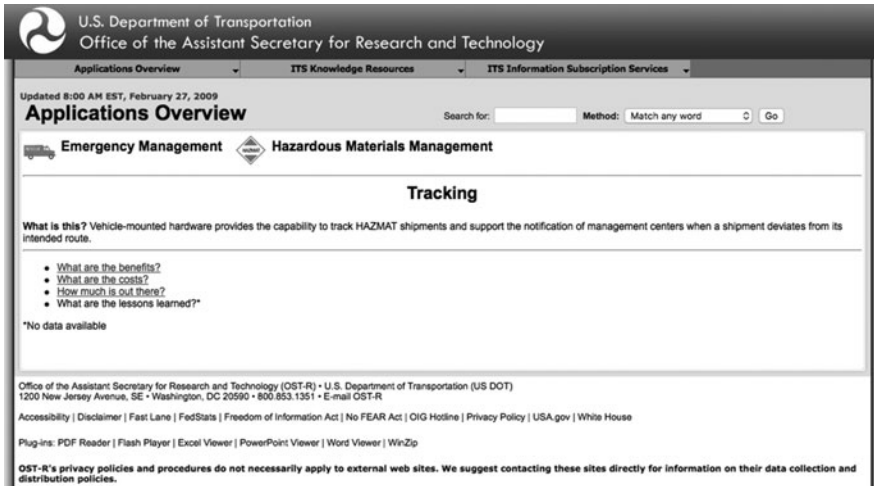 U.S. Department of Transportation
Office of the Assistant Secretary for Research and Technology
Applications Overview ITS Knowledge Resources ITS Information Subscription Services
Updated 8:00 AM EST, February 27, 2009
Applications Overview Search for: Method: Match any word Go
Emergency Management HAZMAT Hazardous Materials Management
Tracking
What is this? Vehicle-mounted hardware provides the capability to track HAZMAT shipments and support the notification of management centers when a shipment deviates from its
intended route.
• What are the benefits?
• What are the costs?
• How much is out there?
• What are the lessons learned?*
*No data available
Office of the Assistant Secretary for Research and Technology (OST-R) • U.S. Department of Transportation (US DOT)
1200 New Jersey Avenue, SE • Washington, DC 20590 • 800.853.1351 • E-mail OST-R
Accessibility | Disclaimer | Fast Lane | FedStats | Freedom of Information Act | No FEAR Act | OIG Hotline | Privacy Policy | USA.gov | White House
Plug-ins: PDF Reader | Flash Player | Excel Viewer | PowerPoint Viewer | Word Viewer | WinZip
OST-R's privacy policies and procedures do not necessarily apply to external web sites. We suggest contacting these sites directly for information on their data collection and
distribution policies.